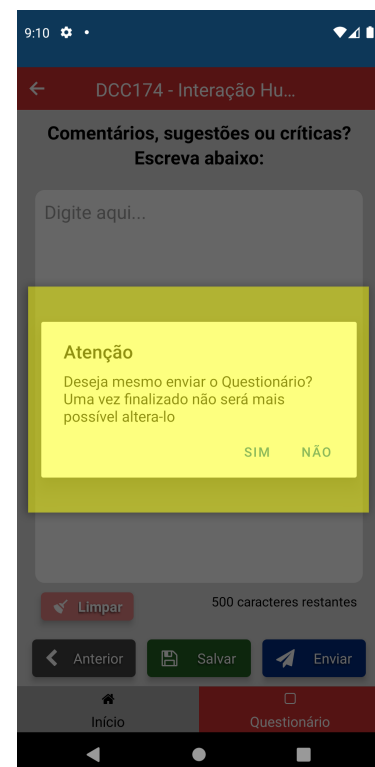 9:10
DCC174 - Interação Hu...
Comentários, sugestões ou críticas?
Escreva abaixo:
Digite aqui...
Atenção
Deseja mesmo enviar o Questionário?
Uma vez finalizado não será mais
possível altera-lo
SIM NÃO
Limpar 500 caracteres restantes
Anterior Salvar Enviar
Início Questionário